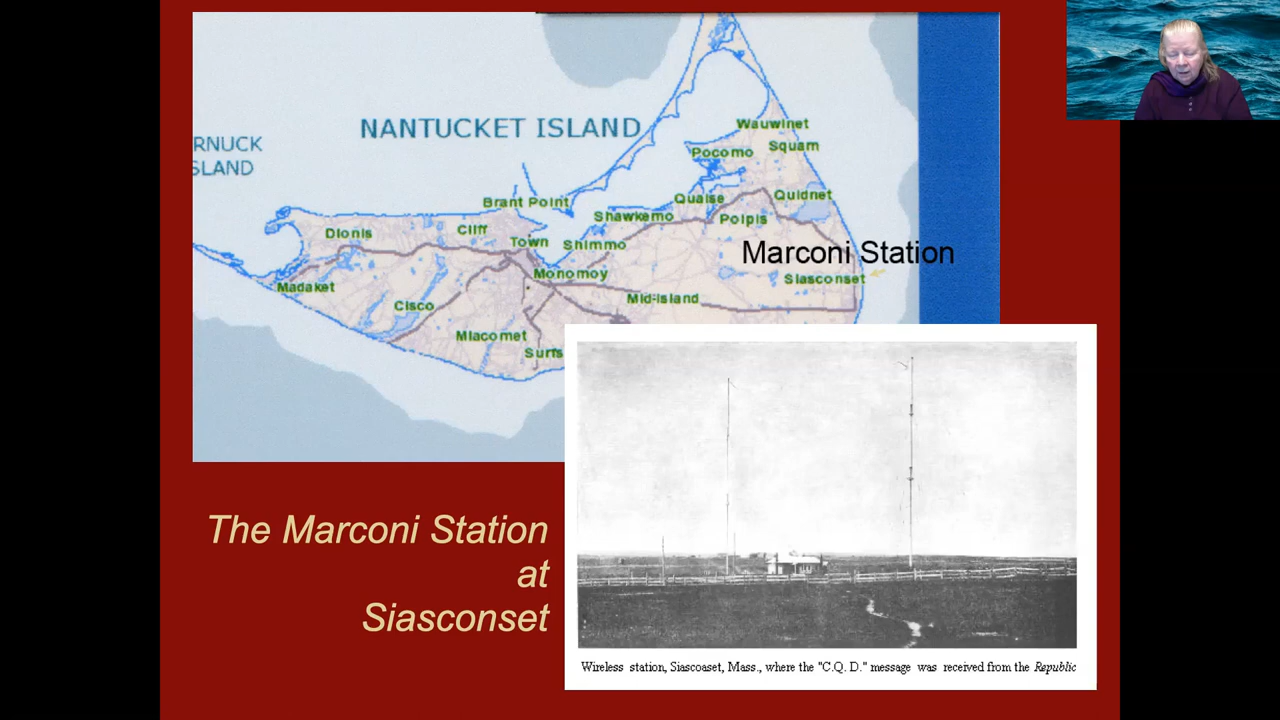 NANTUCKET ISLAND
RNUCK
SLAND
Wauwinet
Pocomo
Squam
Brant Point
Quaise
Quidnet
Shawkemo
Polpis
Dionis
Cliff
Town
Shimmo
Marconi Station
Monomoy
Siasconset
Madaket
Cisco
Mid-Island
Miacomet
Surfs
The Marconi Station
at
Siasconset
Wireless station, Siascoaset, Mass., where the "C.Q. D." message was received from the Republic